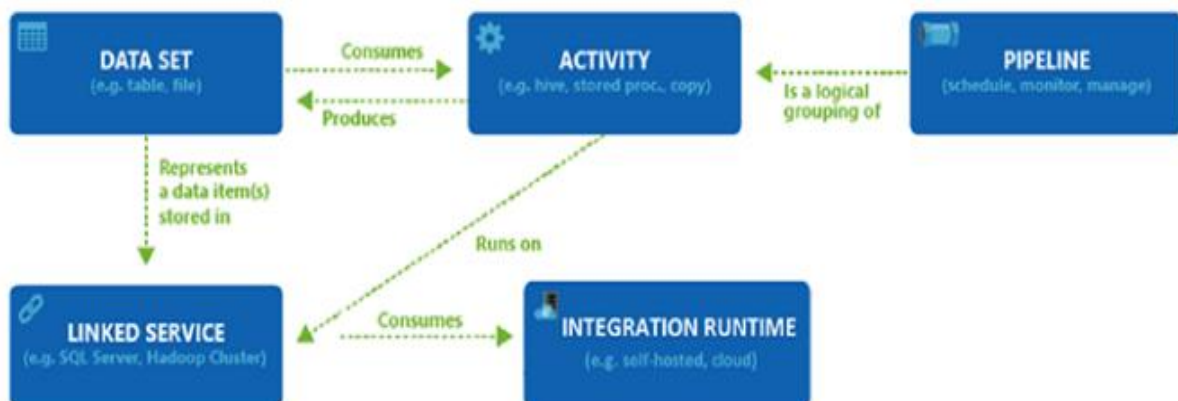 DATA SET
(e.g. table, file)
Consumes
Produces
ACTIVITY
(e.g. hive, stored proc., copy)
Is a logical
grouping of
PIPELINE
(schedule, monitor, manage)
Represents
a data item(s)
stored in
Runs on
LINKED SERVICE
(e.g. SQL Server, Hadoop Cluster)
Consumes
INTEGRATION RUNTIME
(e.g. self-hosted, cloud)